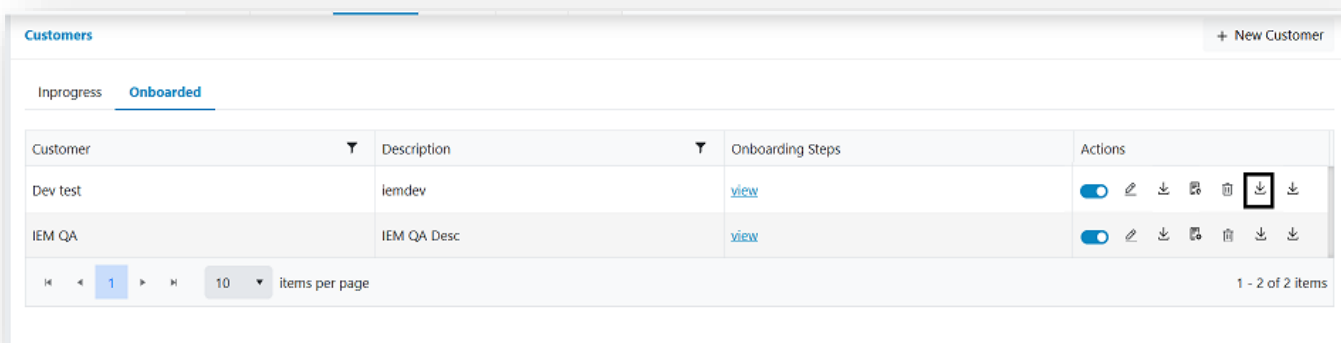 Customers
+ New Customer
Inprogress Onboarded
Customer Description Onboarding Steps Actions
Dev test iemdev view
IEM QA IEM QA Desc view
1 10 items per page 1 - 2 of 2 items